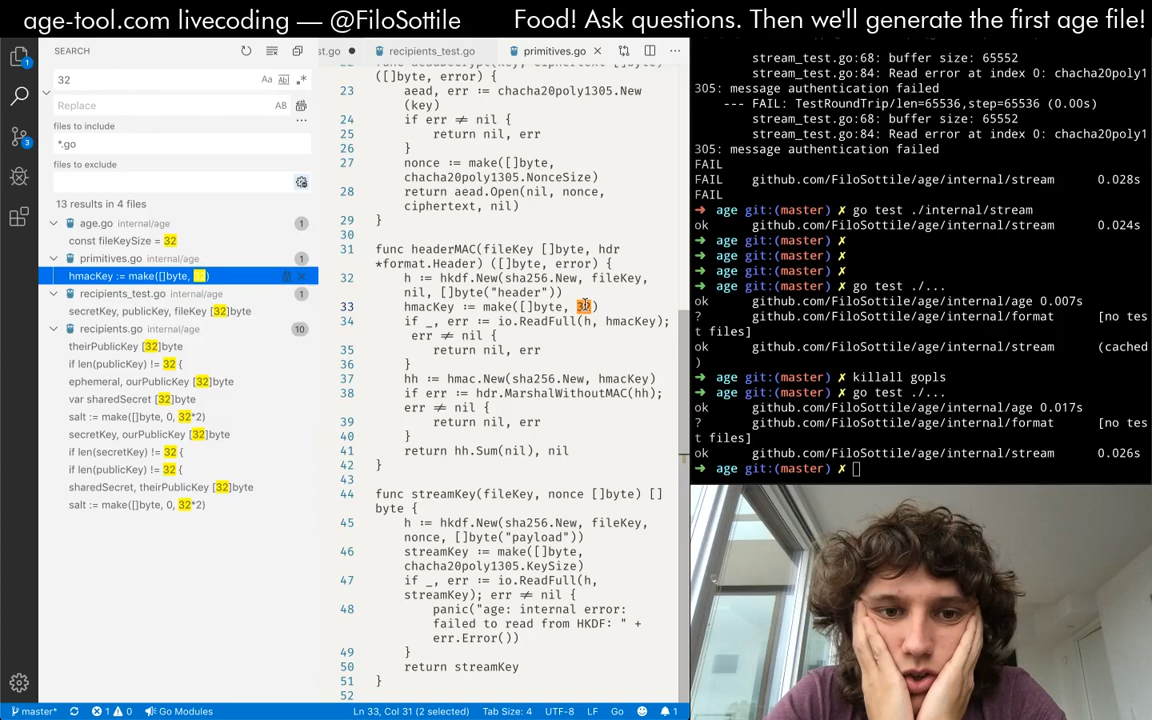 age-tool.com livecoding — @FiloSottile
Food! Ask questions. Then we'll generate the first age file!
SEARCH
32
Aa
Replace
AB
files to include
*.go
files to exclude
13 results in 4 files
age.go internal/age 1
const fileKeySize = 32
primitives.go internal/age 1
hmacKey := make([]byte, 32)
recipients_test.go internal/age 1
secretKey, publicKey, fileKey [32]byte
recipients.go internal/age 10
theirPublicKey [32]byte
if len(publicKey) != 32 {
ephemeral, ourPublicKey [32]byte
var sharedSecret [32]byte
salt := make([]byte, 0, 32*2)
secretKey, ourPublicKey [32]byte
if len(secretKey) != 32 {
if len(publicKey) != 32 {
sharedSecret, theirPublicKey [32]byte
salt := make([]byte, 0, 32*2)
st.go
recipients_test.go
primitives.go
([]byte, error) {
23 aead, err := chacha20poly1305.New
(key)
24 if err ≠ nil {
25 return nil, err
26 }
27 nonce := make([]byte,
chacha20poly1305.NonceSize)
28 return aead.Open(nil, nonce,
ciphertext, nil)
29 }
30
31 func headerMAC(fileKey []byte, hdr
*format.Header) ([]byte, error) {
32 h := hkdf.New(sha256.New, fileKey,
nil, []byte("header"))
33 hmacKey := make([]byte, 32)
34 if _, err := io.ReadFull(h, hmacKey);
err ≠ nil {
35 return nil, err
36 }
37 hh := hmac.New(sha256.New, hmacKey)
38 if err := hdr.MarshalWithoutMAC(hh);
err ≠ nil {
39 return nil, err
40 }
41 return hh.Sum(nil), nil
42 }
43
44 func streamKey(fileKey, nonce []byte) []
byte {
45 h := hkdf.New(sha256.New, fileKey,
nonce, []byte("payload"))
46 streamKey := make([]byte,
chacha20poly1305.KeySize)
47 if _, err := io.ReadFull(h,
streamKey); err ≠ nil {
48 panic("age: internal error:
failed to read from HKDF: " +
err.Error())
49 }
50 return streamKey
51 }
52
stream_test.go:68: buffer size: 65552
stream_test.go:84: Read error at index 0: chacha20poly1
305: message authentication failed
--- FAIL: TestRoundTrip/len=65536,step=65536 (0.00s)
stream_test.go:68: buffer size: 65552
stream_test.go:84: Read error at index 0: chacha20poly1
305: message authentication failed
FAIL
FAIL github.com/FiloSottile/age/internal/stream 0.028s
FAIL
➜ age git:(master) ✗ go test ./internal/stream
ok github.com/FiloSottile/age/internal/stream 0.024s
➜ age git:(master) ✗
➜ age git:(master) ✗
➜ age git:(master) ✗
➜ age git:(master) ✗ go test ./...
ok github.com/FiloSottile/age/internal/age 0.007s
? github.com/FiloSottile/age/internal/format [no tes
t files]
ok github.com/FiloSottile/age/internal/stream (cached
)
➜ age git:(master) ✗ killall gopls
➜ age git:(master) ✗ go test ./...
ok github.com/FiloSottile/age/internal/age 0.017s
? github.com/FiloSottile/age/internal/format [no tes
t files]
ok github.com/FiloSottile/age/internal/stream 0.026s
➜ age git:(master) ✗
master* 1 0 Go Modules
Ln 33, Col 31 (2 selected) Tab Size: 4 UTF-8 LF Go 1